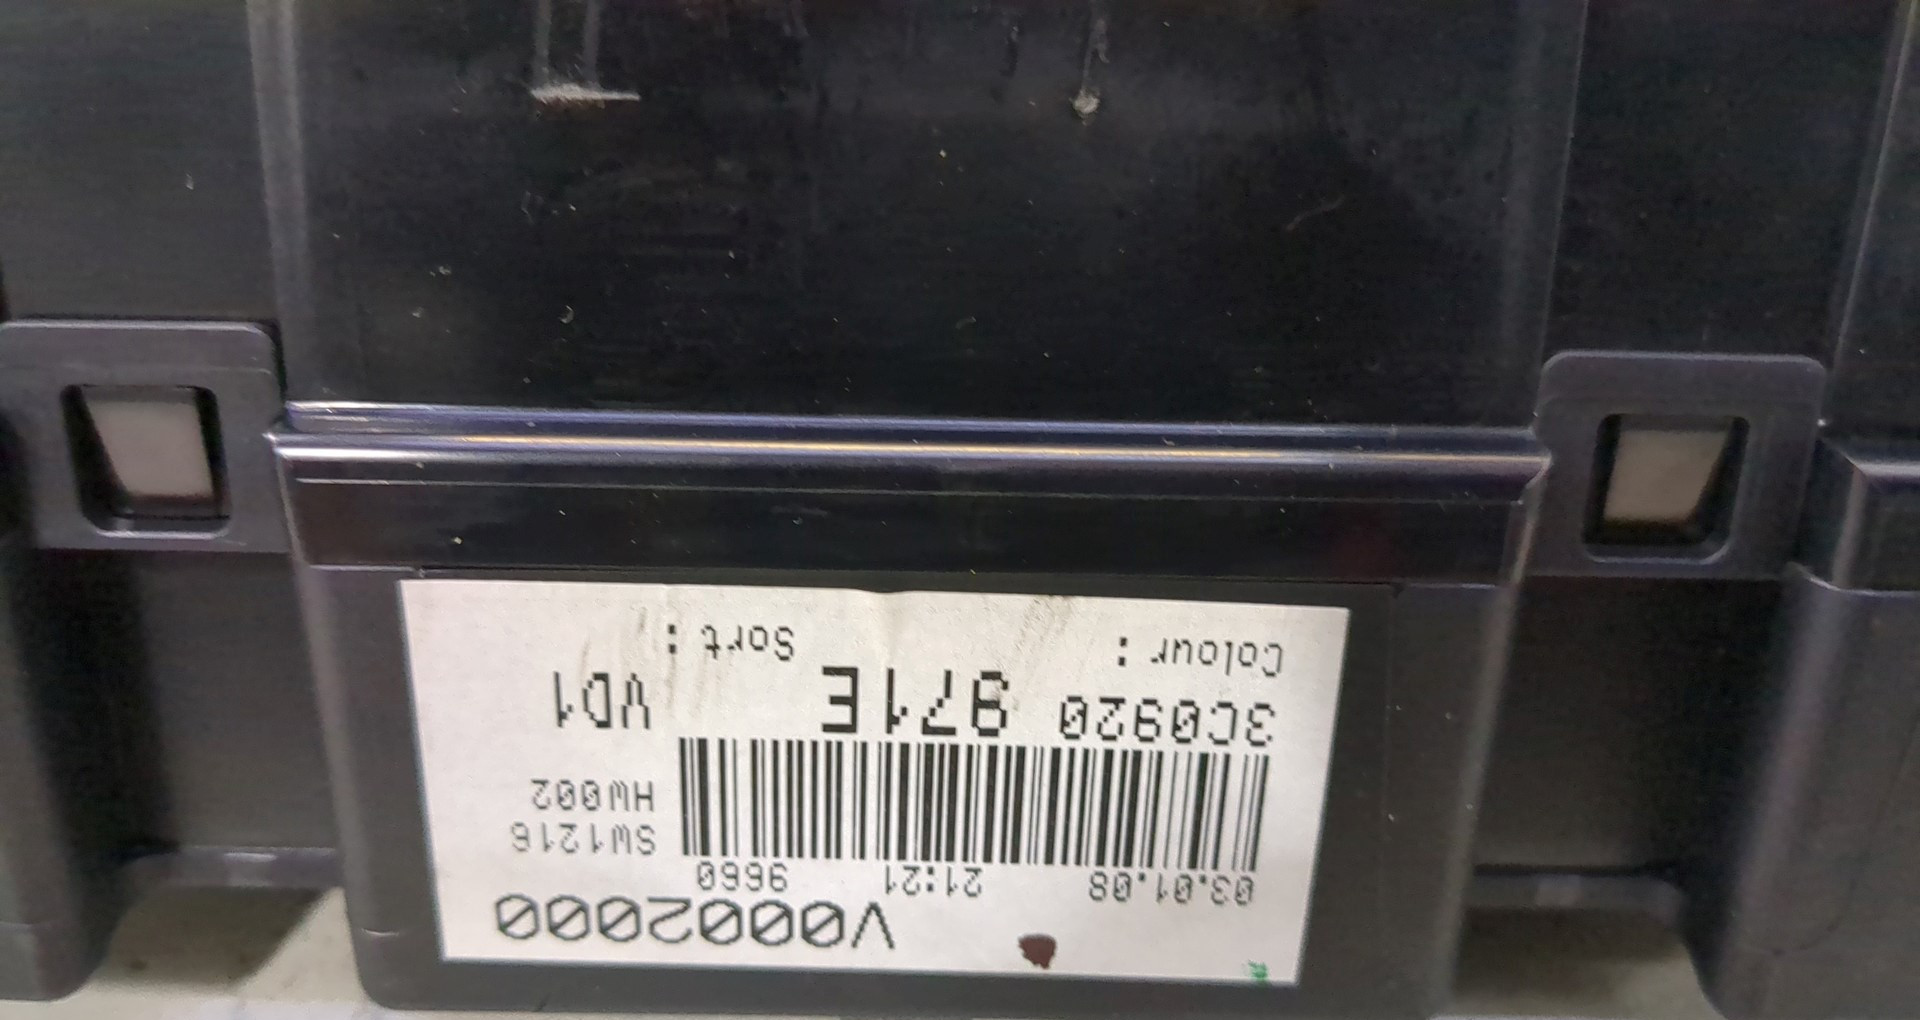 V0002000
03.01.08 21:21 9660
SW1216
HW002
3C0920 971E VD1
Colour : Sort :